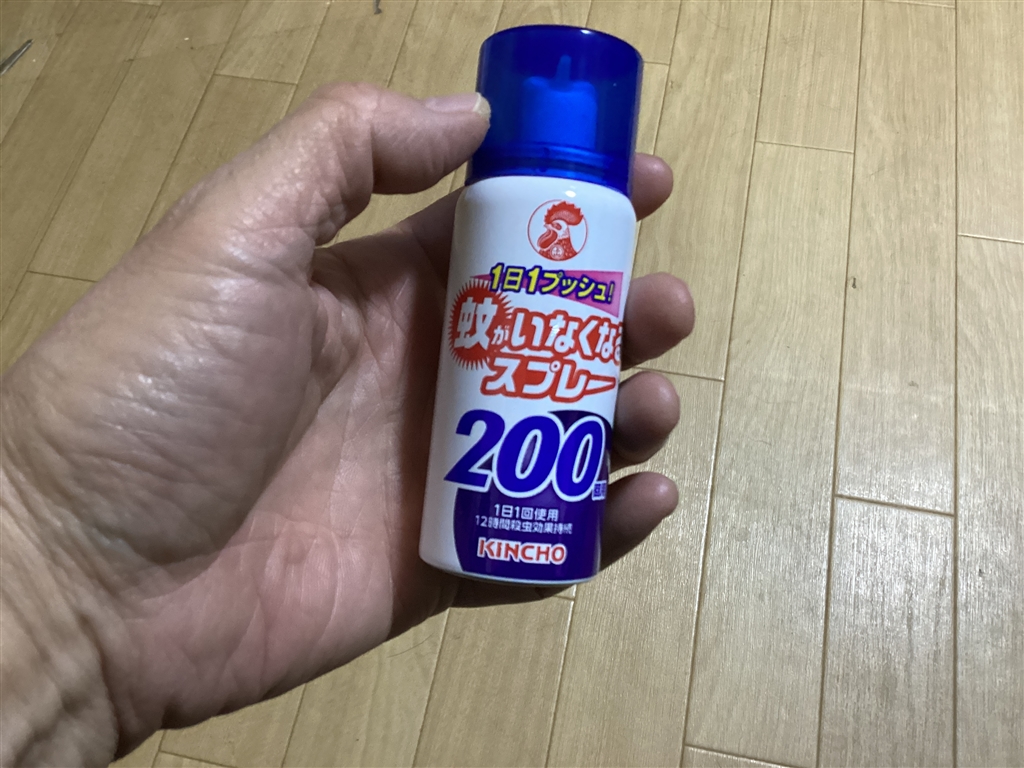 1日1プッシュ!
蚊がいなくなる
スプレー
200
1日1回使用
12時間殺虫効果持続
KINCHO